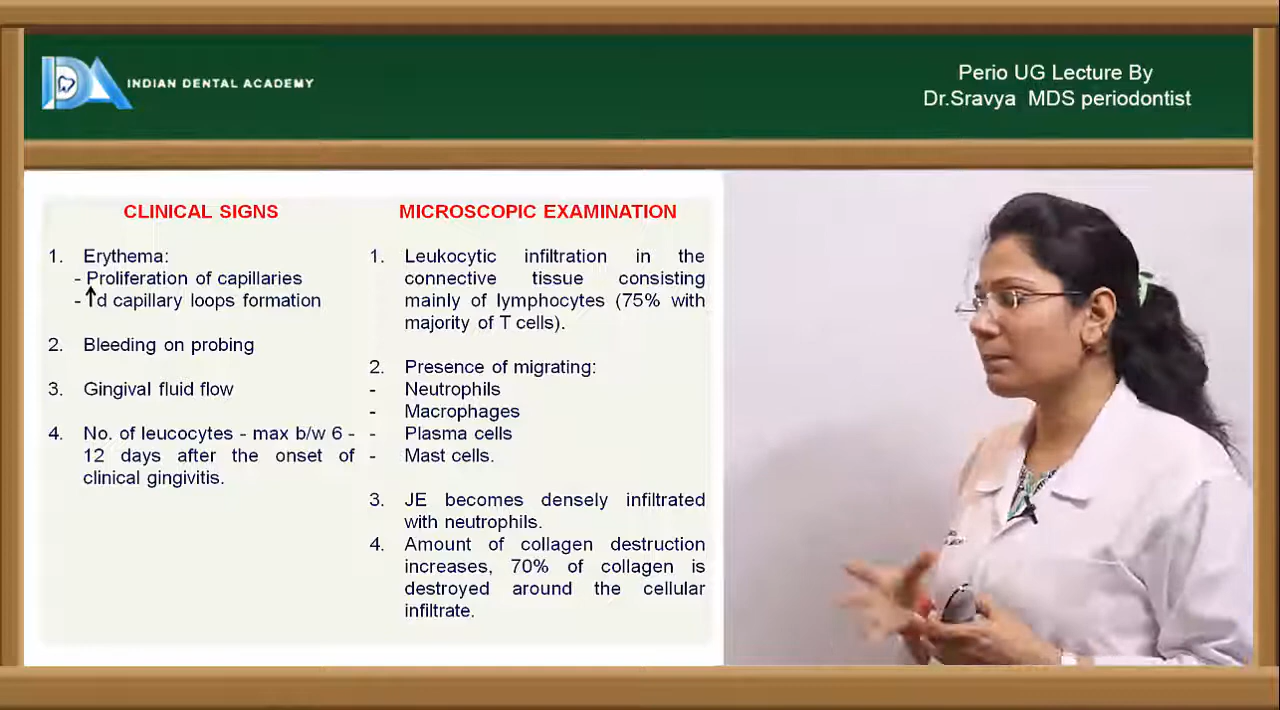 IDA INDIAN DENTAL ACADEMY
Perio UG Lecture By
Dr.Sravya MDS periodontist
CLINICAL SIGNS
1. Erythema:
- Proliferation of capillaries
- ↑d capillary loops formation
2. Bleeding on probing
3. Gingival fluid flow
4. No. of leucocytes - max b/w 6 -
12 days after the onset of
clinical gingivitis.
MICROSCOPIC EXAMINATION
1. Leukocytic infiltration in the
connective tissue consisting
mainly of lymphocytes (75% with
majority of T cells).
2. Presence of migrating:
- Neutrophils
- Macrophages
- Plasma cells
- Mast cells.
3. JE becomes densely infiltrated
with neutrophils.
4. Amount of collagen destruction
increases, 70% of collagen is
destroyed around the cellular
infiltrate.